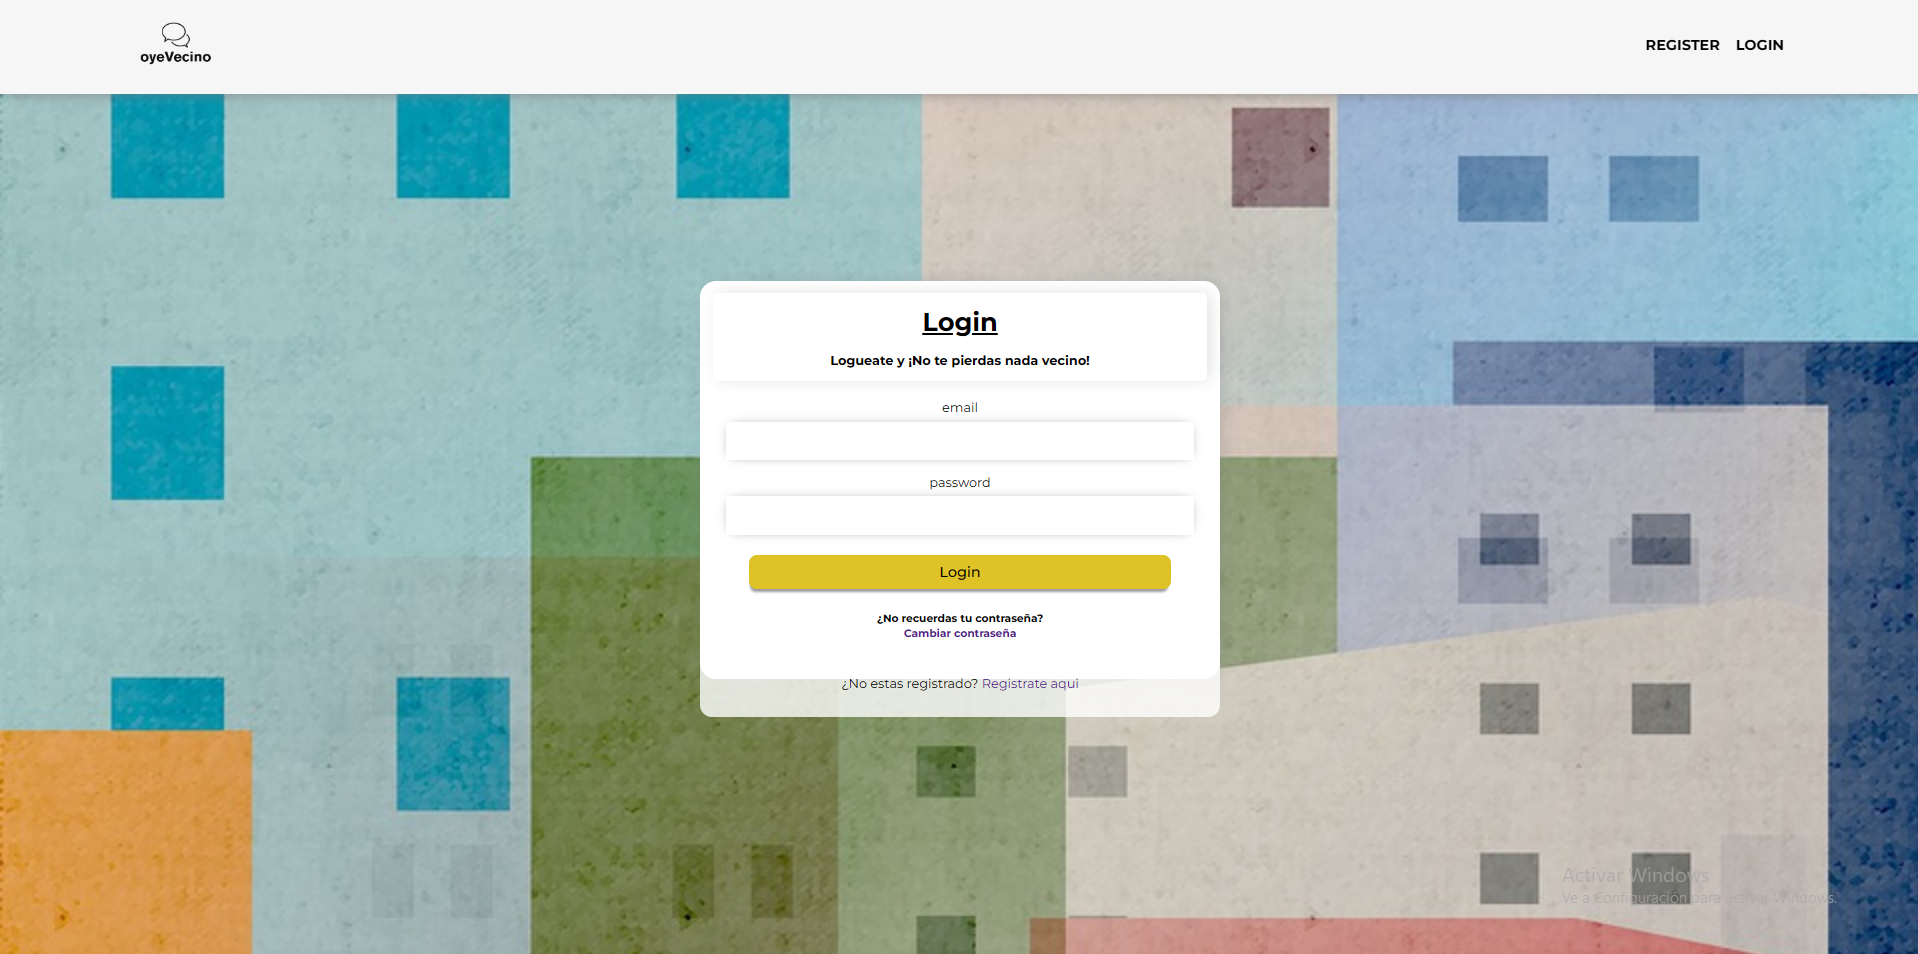 oyeVecino
REGISTER LOGIN
Login
Logueate y ¡No te pierdas nada vecino!
email
password
Login
¿No recuerdas tu contraseña?
Cambiar contraseña
¿No estas registrado? Registrate aqui
Activar Windows
Ve a Configuración para activar Windows.